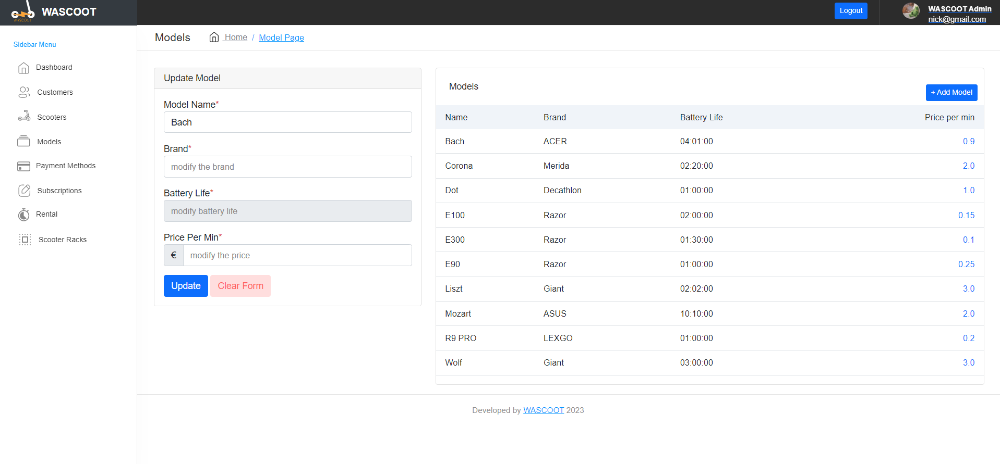 WASCOOT
WASCOOT
Logout
WASCOOT Admin
nick@gmail.com
Sidebar Menu
Dashboard
Customers
Scooters
Models
Payment Methods
Subscriptions
Rental
Scooter Racks
Models Home / Model Page
Update Model
Model Name*
Bach
Brand*
modify the brand
Battery Life*
modify battery life
Price Per Min*
€ modify the price
Update Clear Form
Models
+ Add Model
Name Brand Battery Life Price per min
Bach ACER 04:01:00 0.9
Corona Merida 02:20:00 2.0
Dot Decathlon 01:00:00 1.0
E100 Razor 02:00:00 0.15
E300 Razor 01:30:00 0.1
E90 Razor 01:00:00 0.25
Liszt Giant 02:02:00 3.0
Mozart ASUS 10:10:00 2.0
R9 PRO LEXGO 01:00:00 0.2
Wolf Giant 03:00:00 3.0
Developed by WASCOOT 2023